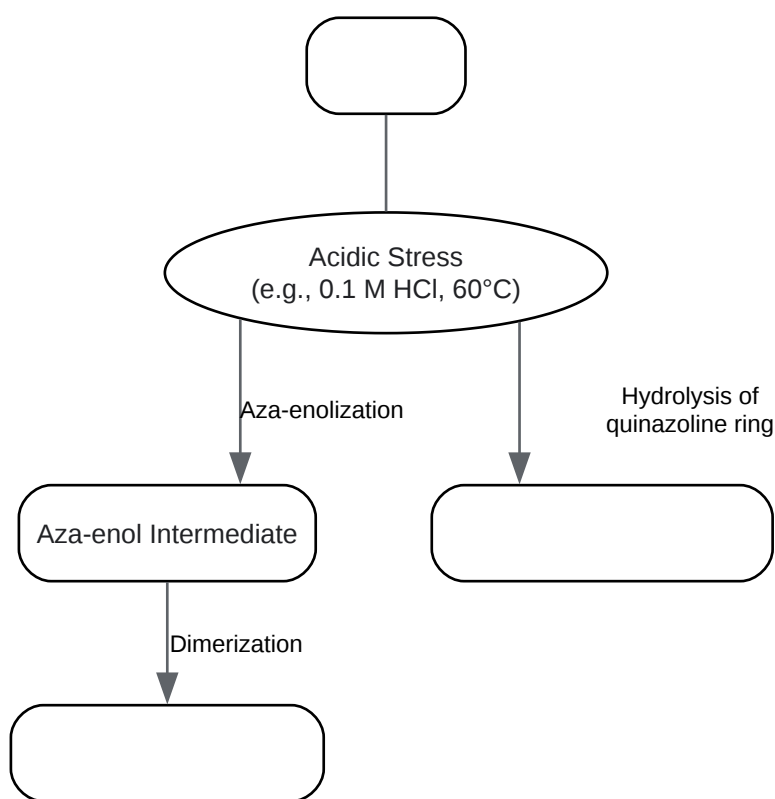 Acidic Stress
(e.g., 0.1 M HCl, 60°C)
Aza-enolization
Hydrolysis of
quinazoline ring
Aza-enol Intermediate
Dimerization